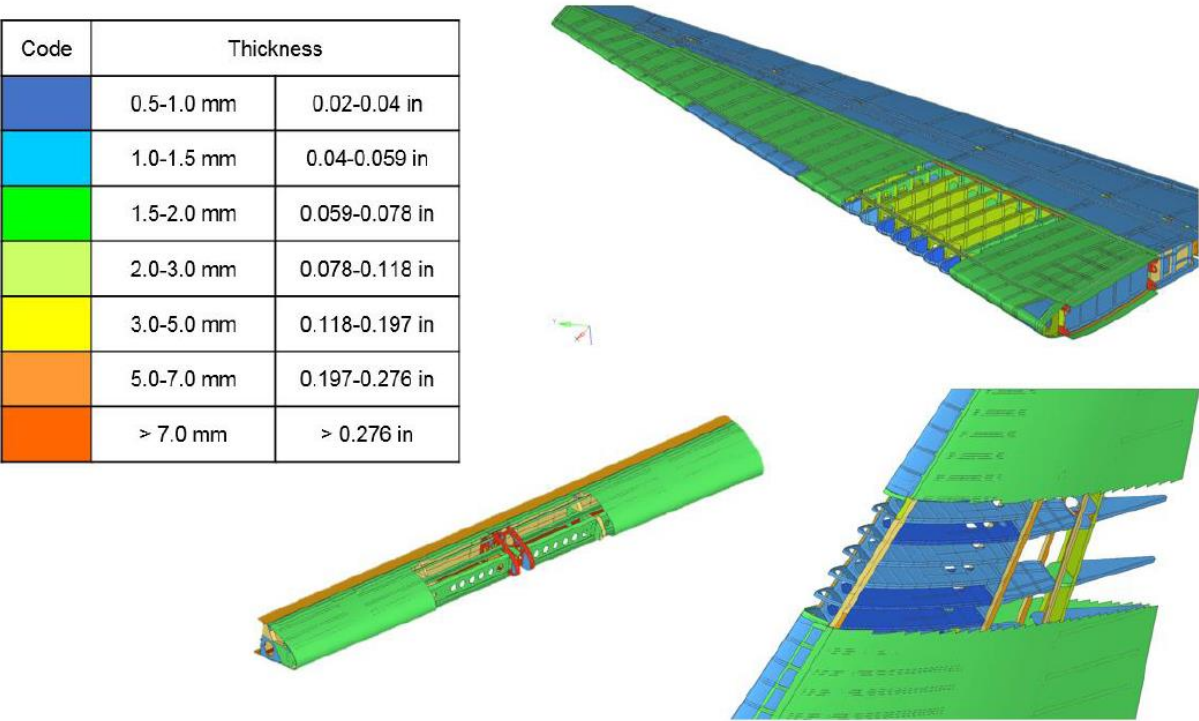 Code Thickness
0.5-1.0 mm 0.02-0.04 in
1.0-1.5 mm 0.04-0.059 in
1.5-2.0 mm 0.059-0.078 in
2.0-3.0 mm 0.078-0.118 in
3.0-5.0 mm 0.118-0.197 in
5.0-7.0 mm 0.197-0.276 in
> 7.0 mm > 0.276 in